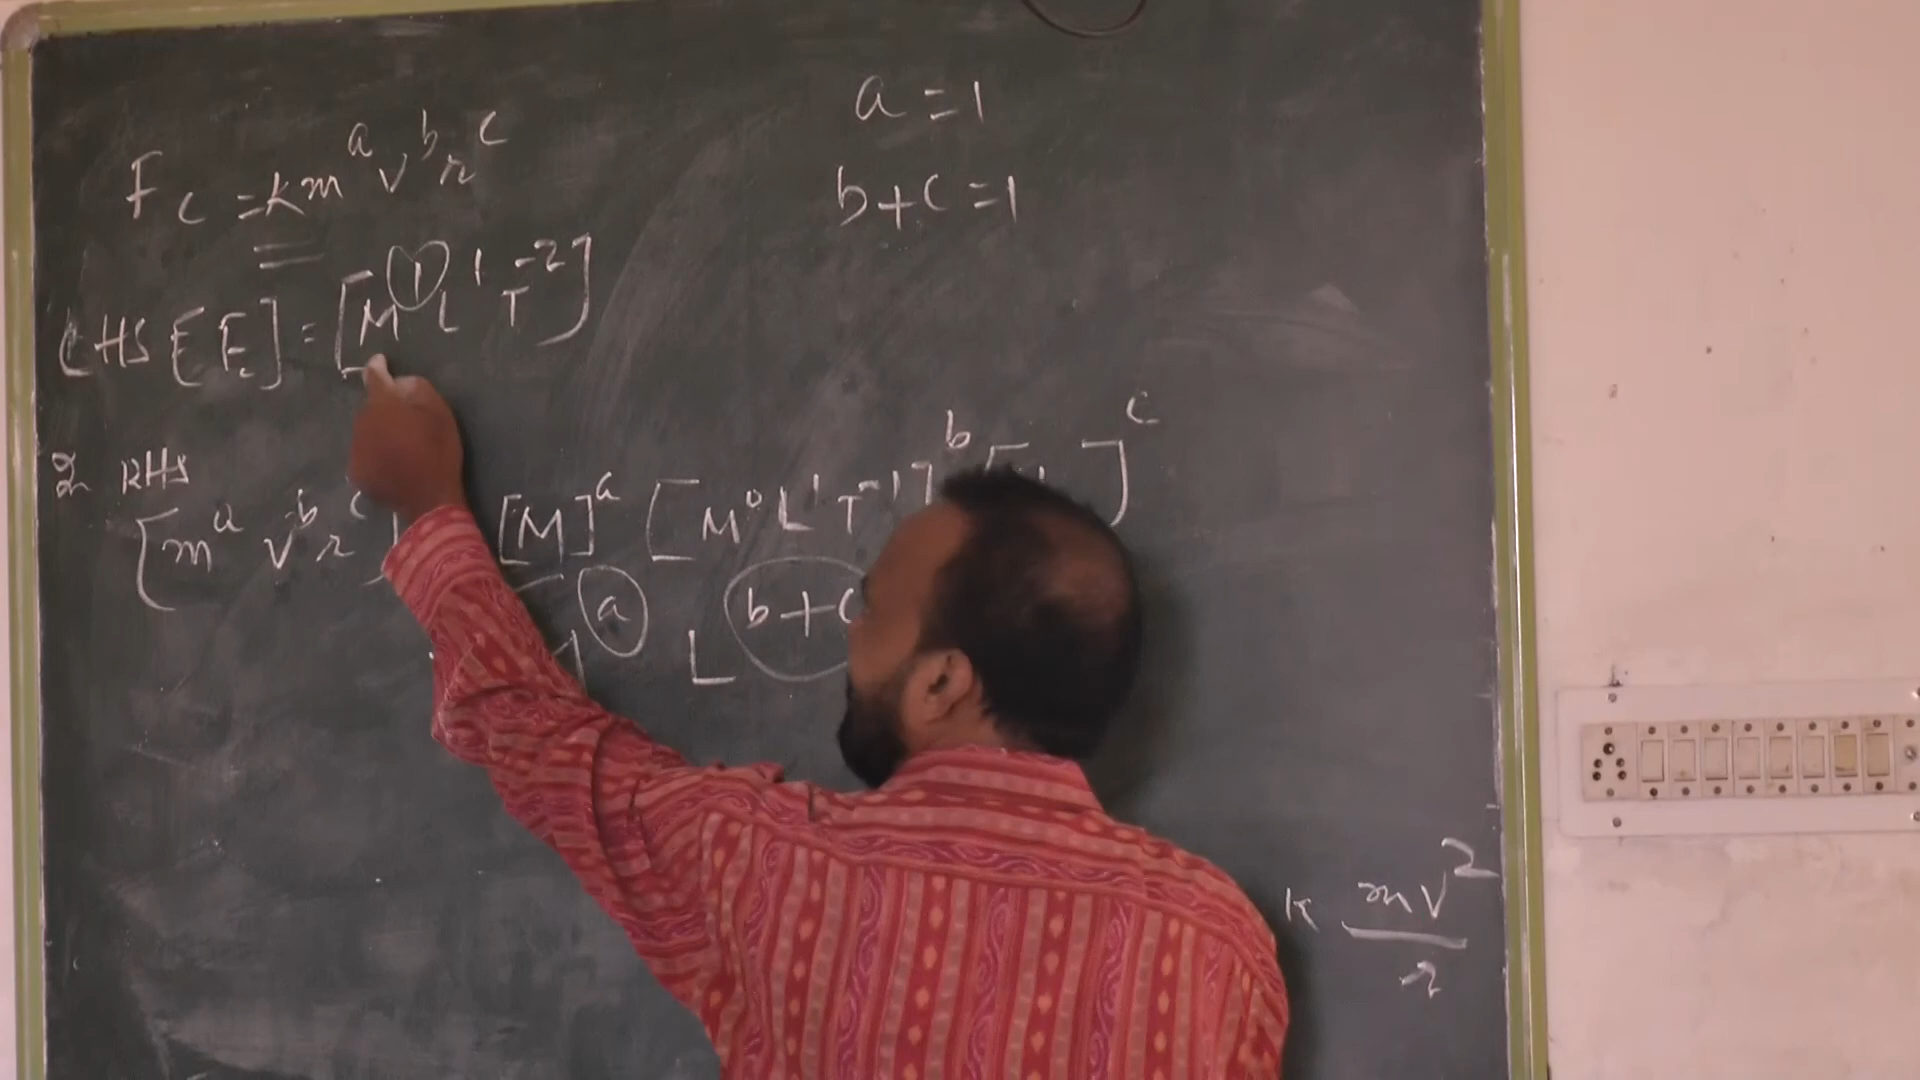 F_c = k m^a v^b r^c
LHS [F_c] = [M^1 L^1 T^-2]
RHS
[m^a v^b r^c] [M]^a [M^0 L^1 T^-1]^b [ ]^c
a L^b+c
a = 1
b + c = 1
k mv^2 / r